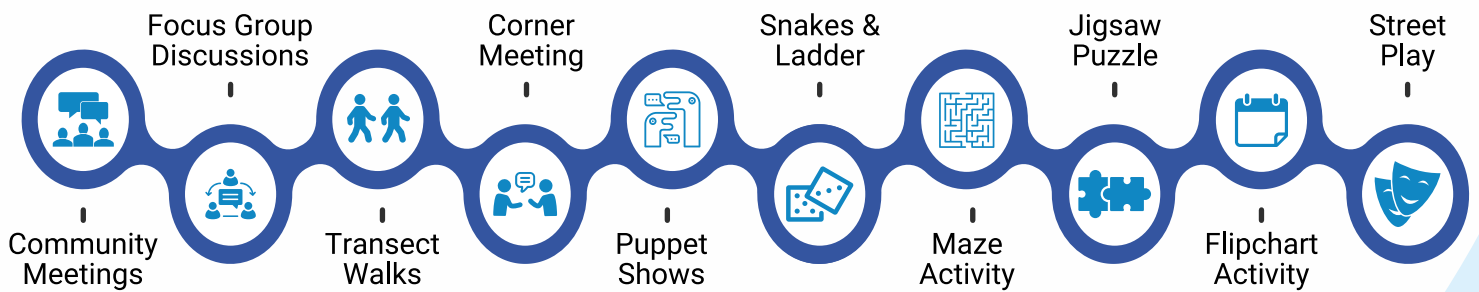 Focus Group
Discussions
Corner
Meeting
Snakes &
Ladder
Jigsaw
Puzzle
Street
Play
Community
Meetings
Transect
Walks
Puppet
Shows
Maze
Activity
Flipchart
Activity